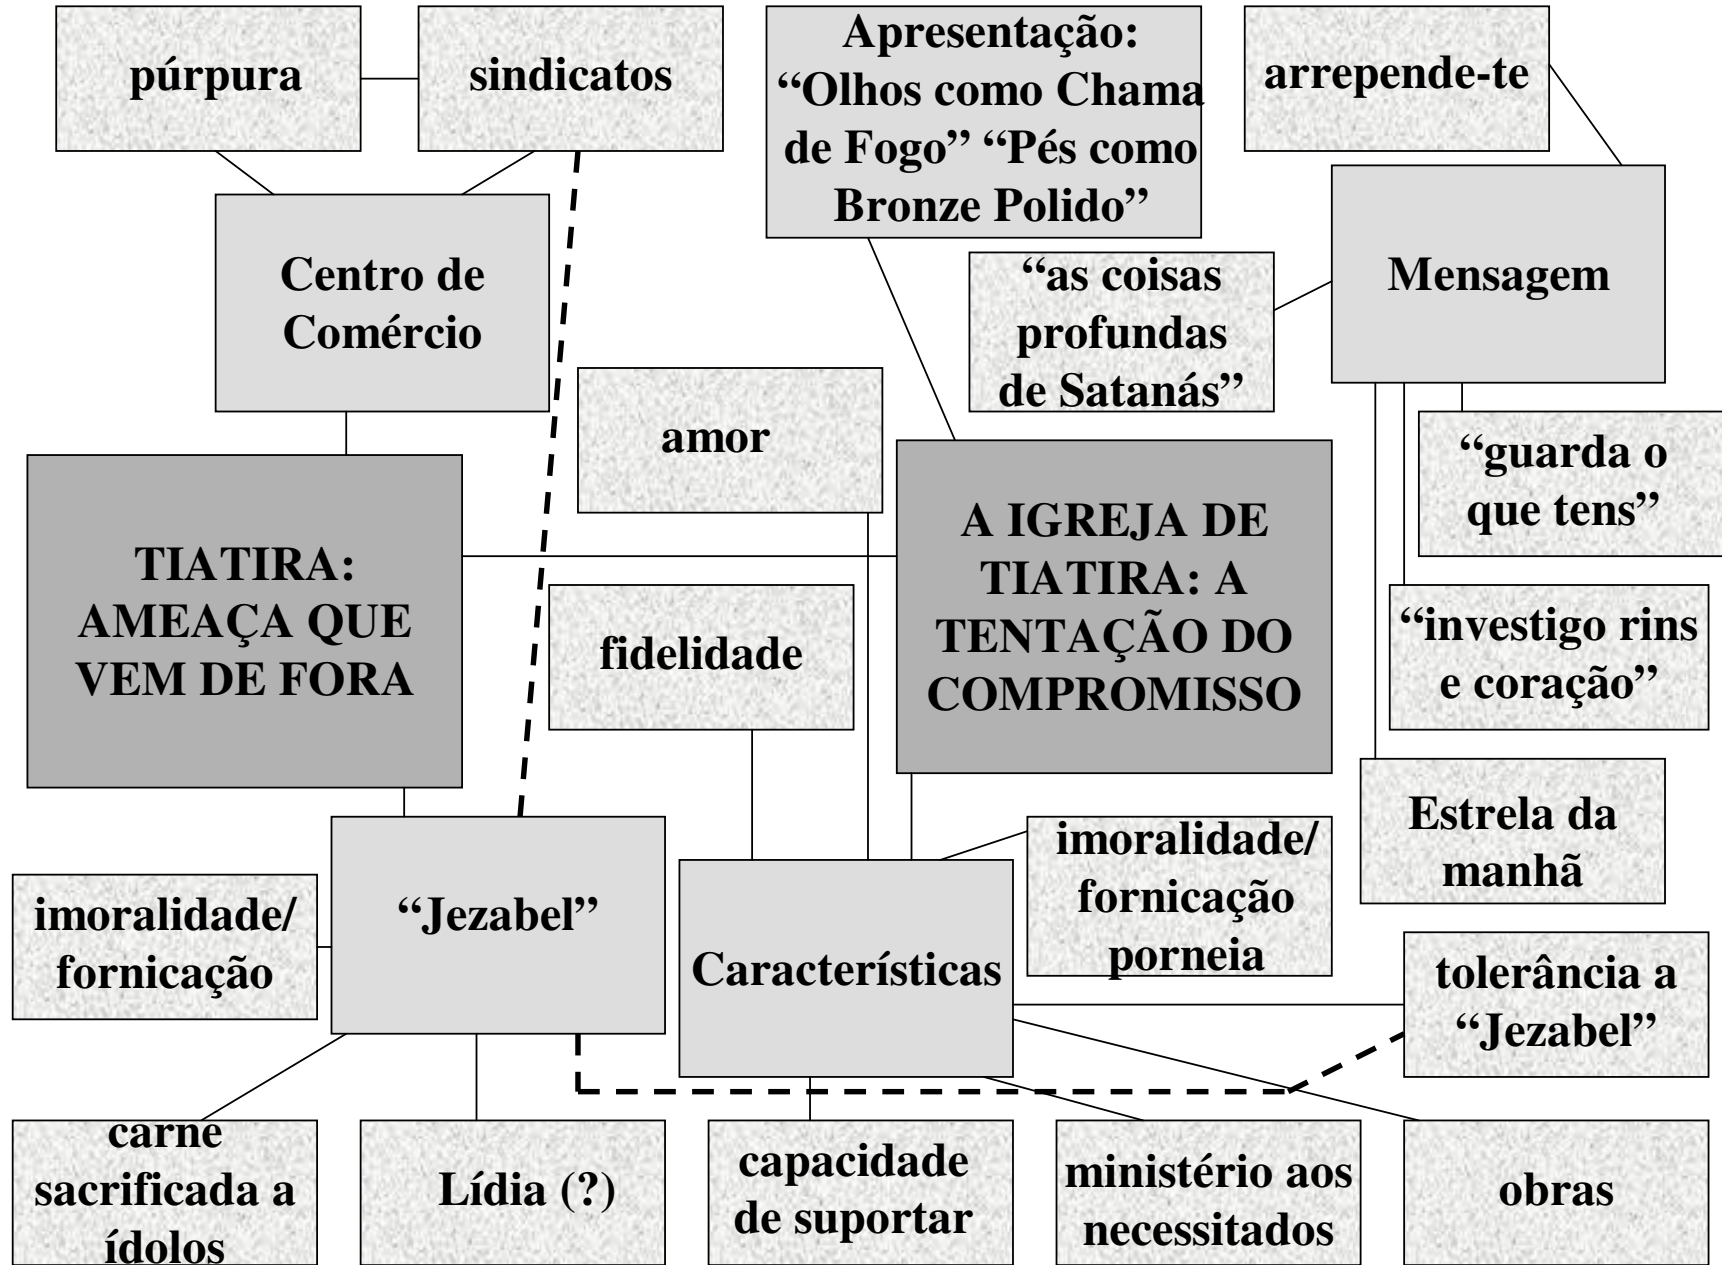 púrpura
sindicatos
Apresentação:
“Olhos como Chama
de Fogo” “Pés como
Bronze Polido”
arrepende-te
Centro de
Comércio
“as coisas
profundas
de Satanás”
Mensagem
amor
“guarda o
que tens”
TIATIRA:
AMEAÇA QUE
VEM DE FORA
A IGREJA DE
TIATIRA: A
TENTAÇÃO DO
COMPROMISSO
fidelidade
“investigo rins
e coração”
Estrela da
manhã
imoralidade/
fornicação
“Jezabel”
Características
imoralidade/
fornicação
porneia
tolerância a
“Jezabel”
carne
sacrificada a
ídolos
Lídia (?)
capacidade
de suportar
ministério aos
necessitados
obras